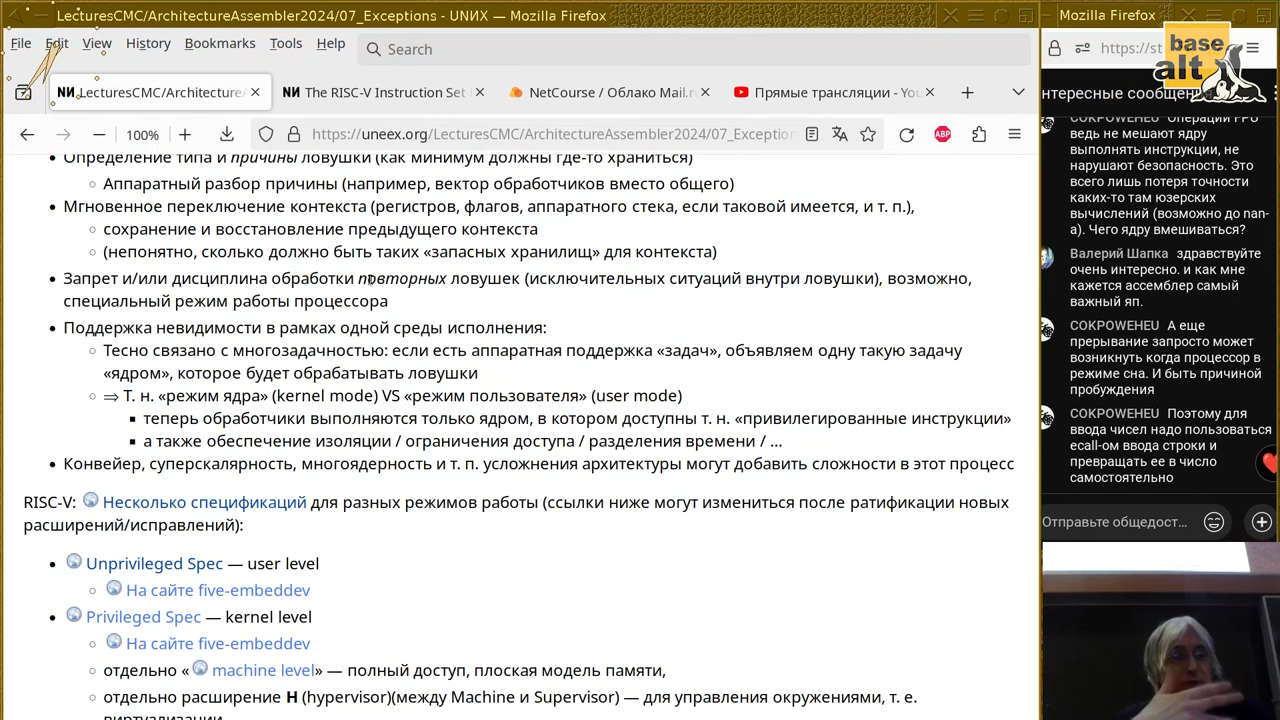 LecturesCMC/ArchitectureAssembler2024/07_Exceptions - UNИX — Mozilla Firefox
Mozilla Firefox
File Edit View History Bookmarks Tools Help
Search
https://st
base
alt
LecturesCMC/Architecture
The RISC-V Instruction Set
NetCourse / Облако Mail.r
Прямые трансляции - You
нтересные сообщени
100%
https://uneex.org/LecturesCMC/ArchitectureAssembler2024/07_Exception
ABP
Определение типа и причины ловушки (как минимум должны где-то храниться)
Аппаратный разбор причины (например, вектор обработчиков вместо общего)
Мгновенное переключение контекста (регистров, флагов, аппаратного стека, если таковой имеется, и т. п.),
сохранение и восстановление предыдущего контекста
(непонятно, сколько должно быть таких «запасных хранилищ» для контекста)
Запрет и/или дисциплина обработки повторных ловушек (исключительных ситуаций внутри ловушки), возможно,
специальный режим работы процессора
Поддержка невидимости в рамках одной среды исполнения:
Тесно связано с многозадачностью: если есть аппаратная поддержка «задач», объявляем одну такую задачу
«ядром», которое будет обрабатывать ловушки
⇒ Т. н. «режим ядра» (kernel mode) VS «режим пользователя» (user mode)
теперь обработчики выполняются только ядром, в котором доступны т. н. «привилегированные инструкции»
а также обеспечение изоляции / ограничения доступа / разделения времени / …
Конвейер, суперскалярность, многоядерность и т. п. усложнения архитектуры могут добавить сложности в этот процесс
RISC-V: Несколько спецификаций для разных режимов работы (ссылки ниже могут измениться после ратификации новых
расширений/исправлений):
Unprivileged Spec — user level
На сайте five-embeddev
Privileged Spec — kernel level
На сайте five-embeddev
отдельно « machine level» — полный доступ, плоская модель памяти,
отдельно расширение H (hypervisor)(между Machine и Supervisor) — для управления окружениями, т. е.
виртуализации
COKPOWEHEU Операции FPU
ведь не мешают ядру
выполнять инструкции, не
нарушают безопасность. Это
всего лишь потеря точности
каких-то там юзерских
вычислений (возможно до nan-
а). Чего ядру вмешиваться?
Валерий Шапка здравствуйте
очень интересно. и как мне
кажется ассемблер самый
важный яп.
COKPOWEHEU А еще
прерывание запросто может
возникнуть когда процессор в
режиме сна. И быть причиной
пробуждения
COKPOWEHEU Поэтому для
ввода чисел надо пользоваться
ecall-ом ввода строки и
превращать ее в число
самостоятельно
Отправьте общедост...